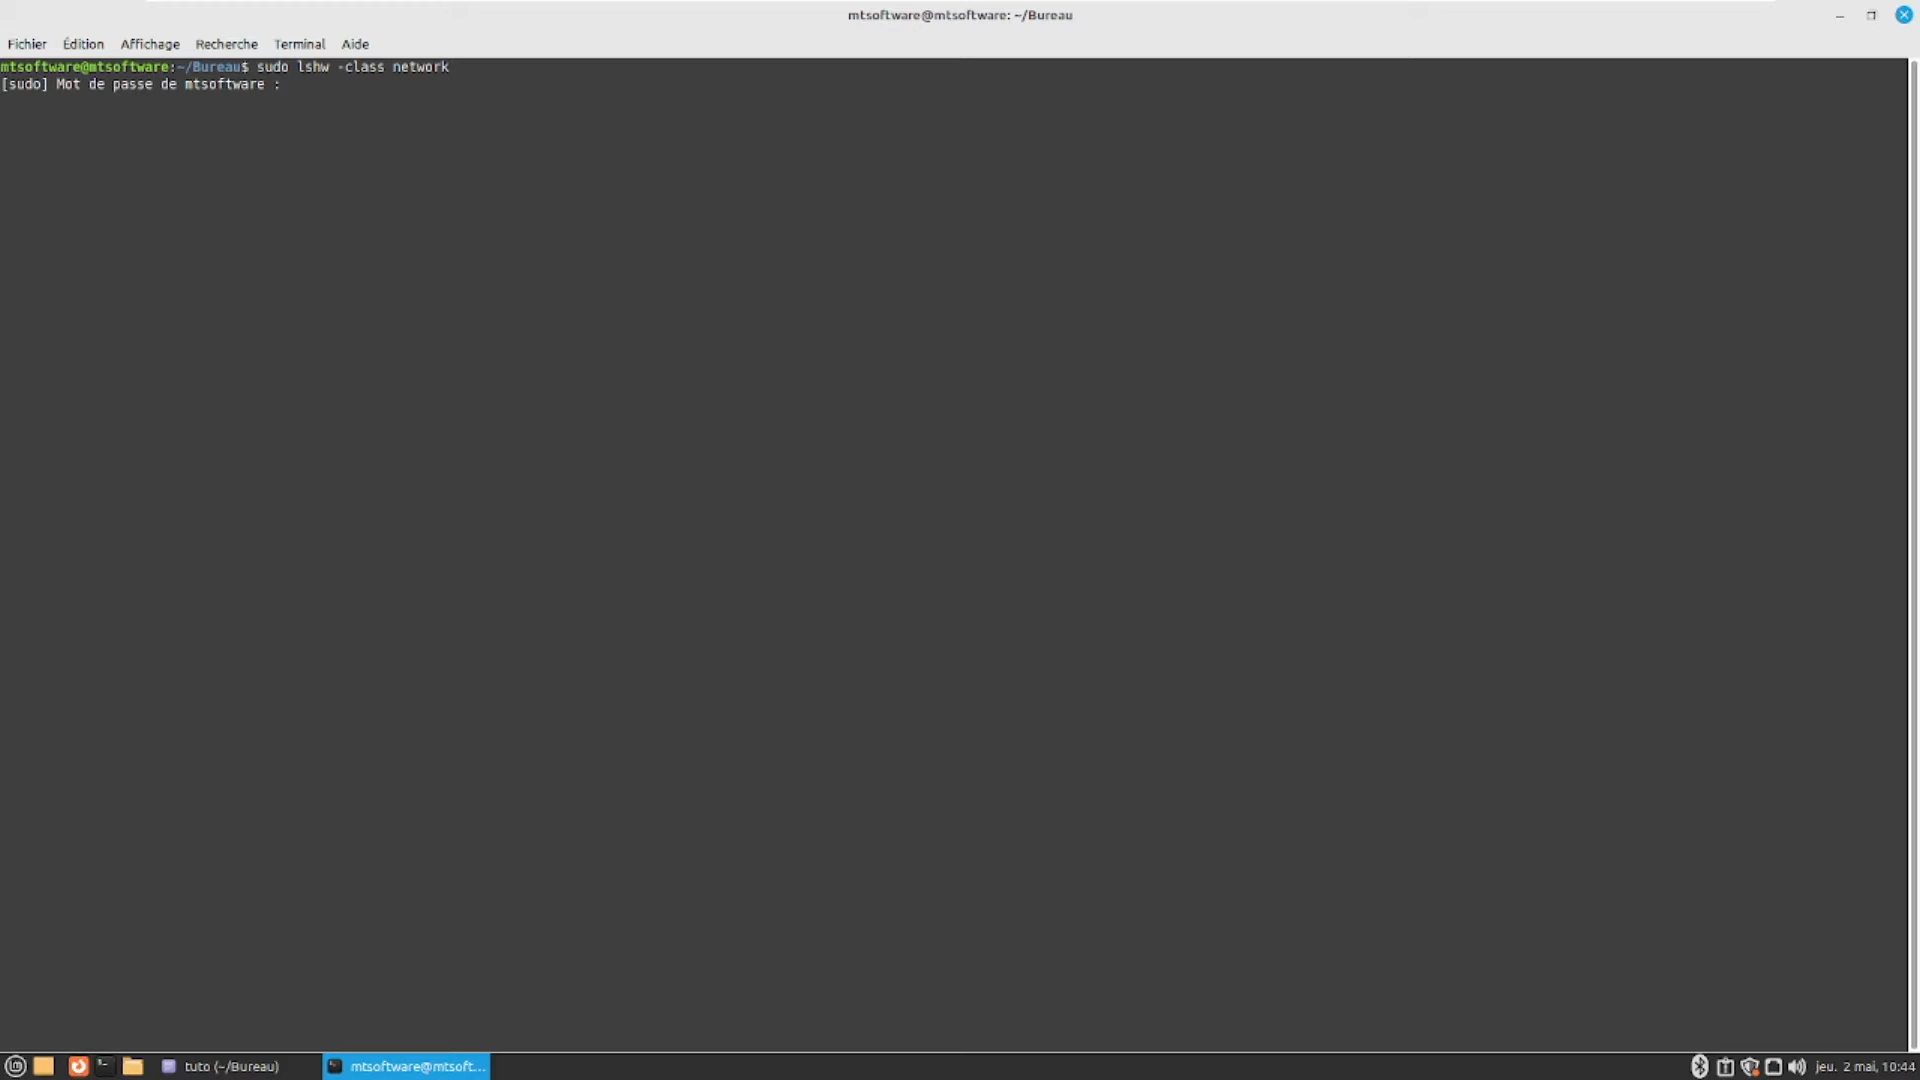 mtsoftware@mtsoftware: ~/Bureau
Fichier Édition Affichage Recherche Terminal Aide
mtsoftware@mtsoftware:~/Bureau$ sudo lshw -class network
[sudo] Mot de passe de mtsoftware :
tuto (~/Bureau) mtsoftware@mtsoft... jeu. 2 mai, 10:44